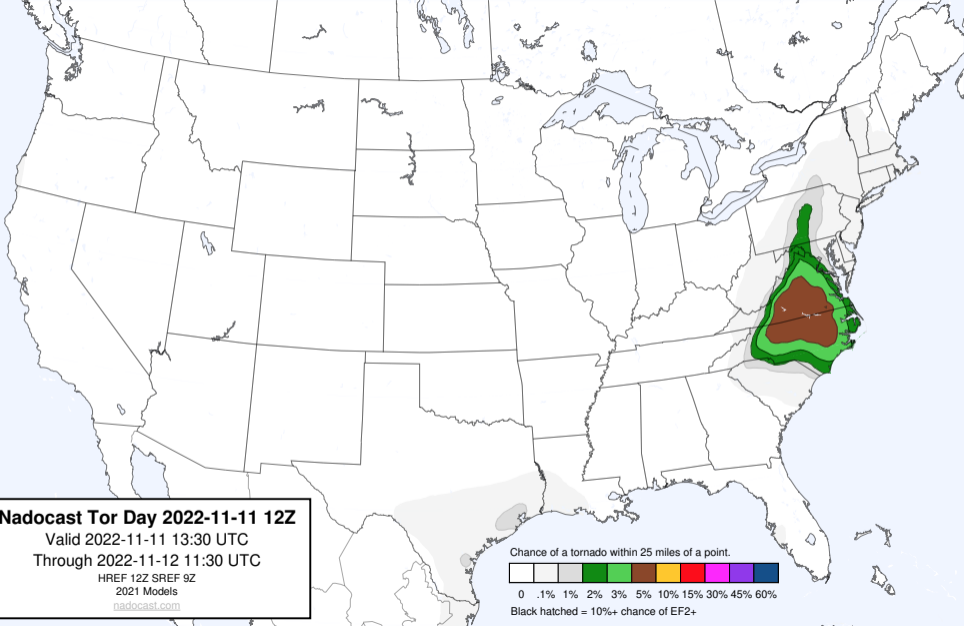 Nadocast Tor Day 2022-11-11 12Z
Valid 2022-11-11 13:30 UTC
Through 2022-11-12 11:30 UTC
HREF 12Z SREF 9Z
2021 Models
nadocast.com
Chance of a tornado within 25 miles of a point.
0 .1% 1% 2% 3% 5% 10% 15% 30% 45% 60%
Black hatched = 10%+ chance of EF2+